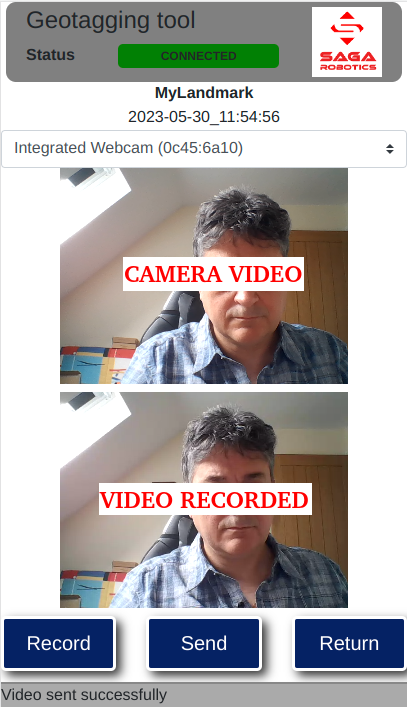 Geotagging tool
Status
CONNECTED
SAGA
ROBOTICS
MyLandmark
2023-05-30_11:54:56
Integrated Webcam (0c45:6a10)
CAMERA VIDEO
VIDEO RECORDED
Record
Send
Return
Video sent successfully